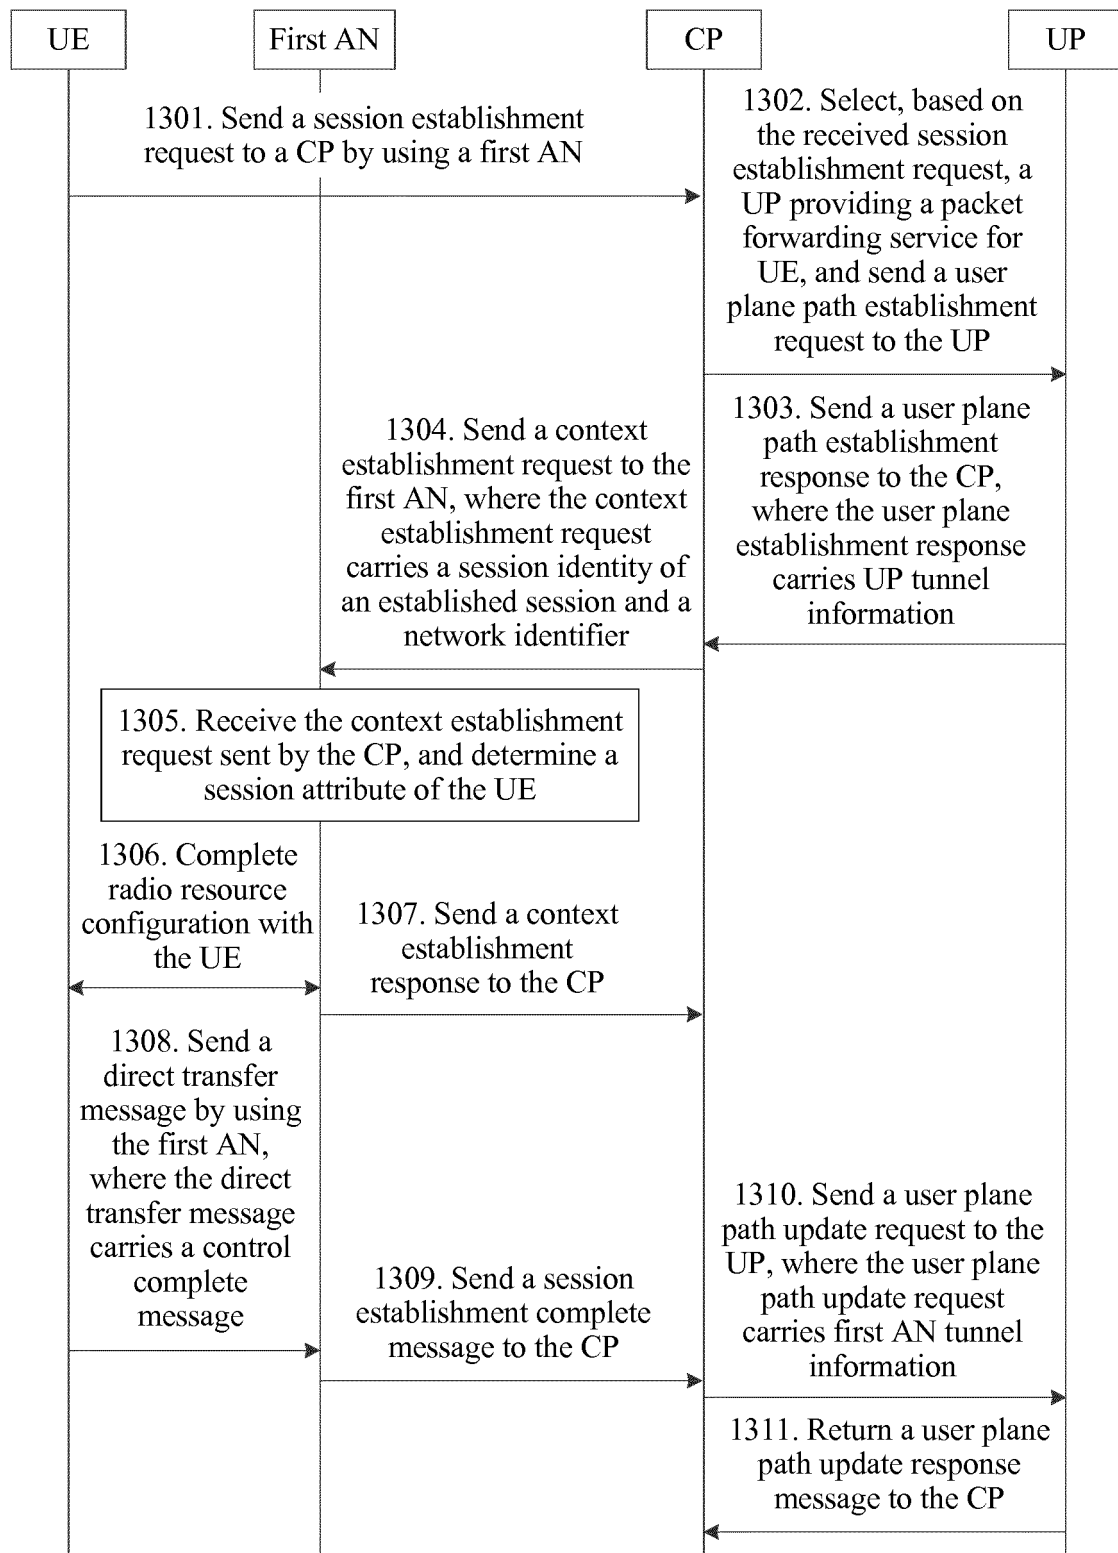 UE
First AN
CP
UP
1301. Send a session establishment
request to a CP by using a first AN
1302. Select, based on
the received session
establishment request, a
UP providing a packet
forwarding service for
UE, and send a user
plane path establishment
request to the UP
1303. Send a user plane
path establishment
response to the CP,
where the user plane
establishment response
carries UP tunnel
information
1304. Send a context
establishment request to the
first AN, where the context
establishment request
carries a session identity of
an established session and a
network identifier
1305. Receive the context establishment
request sent by the CP, and determine a
session attribute of the UE
1306. Complete
radio resource
configuration with
the UE
1307. Send a context
establishment
response to the CP
1308. Send a
direct transfer
message by using
the first AN,
where the direct
transfer message
carries a control
complete
message
1309. Send a session
establishment complete
message to the CP
1310. Send a user plane
path update request to the
UP, where the user plane
path update request
carries first AN tunnel
information
1311. Return a user plane
path update response
message to the CP